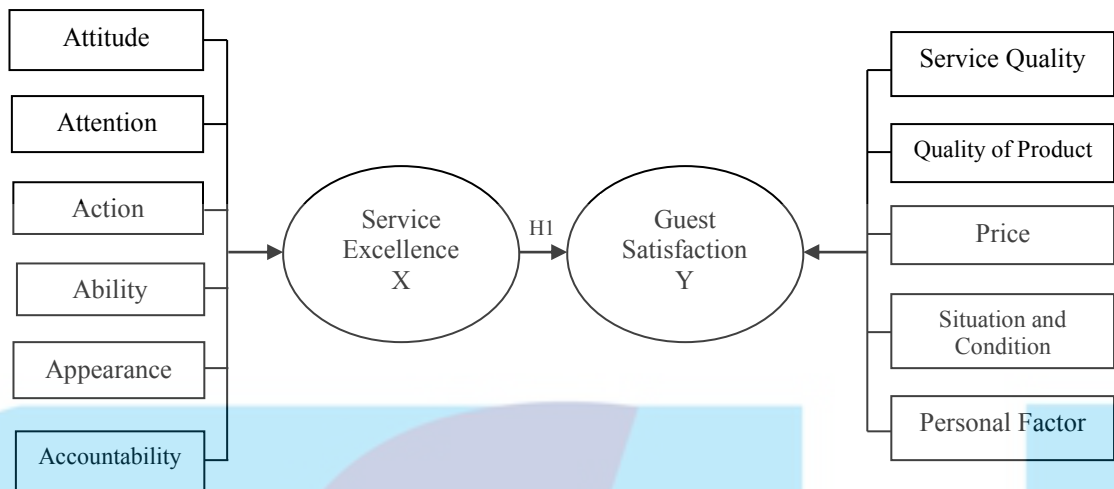 Attitude
Attention
Action
Ability
Appearance
Accountability
Service
Excellence
X
H1
Guest
Satisfaction
Y
Service Quality
Quality of Product
Price
Situation and
Condition
Personal Factor